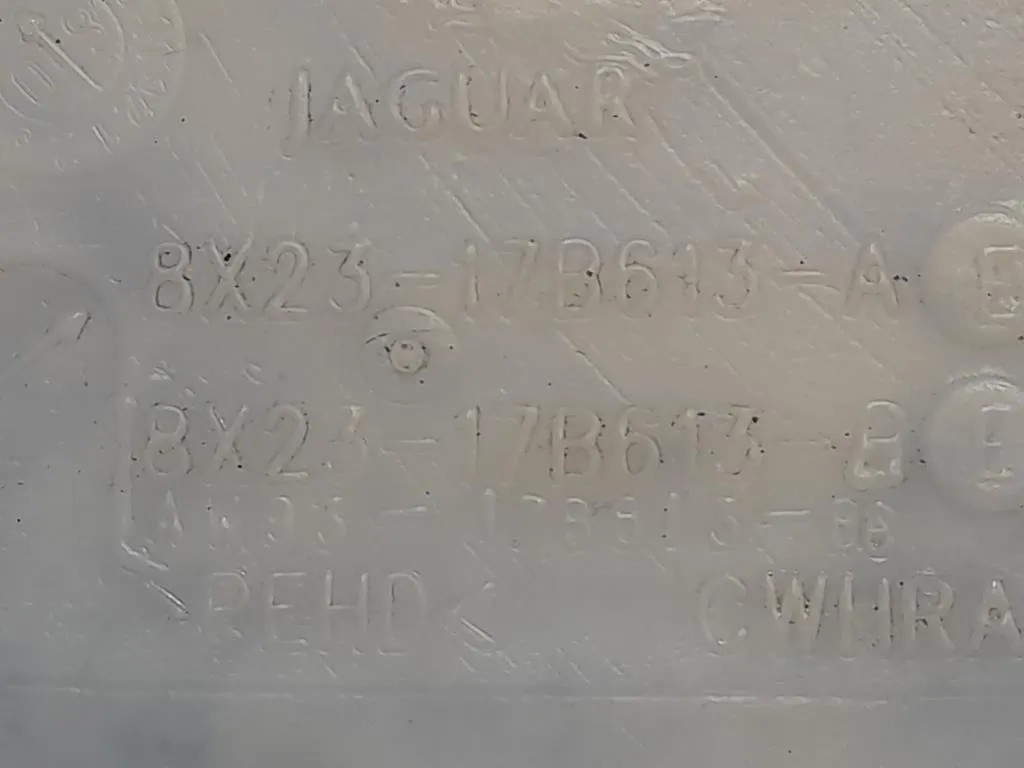 JAGUAR
8X23-17B613-A E
8X23-17B613-B E
>PEHD< CWHRA